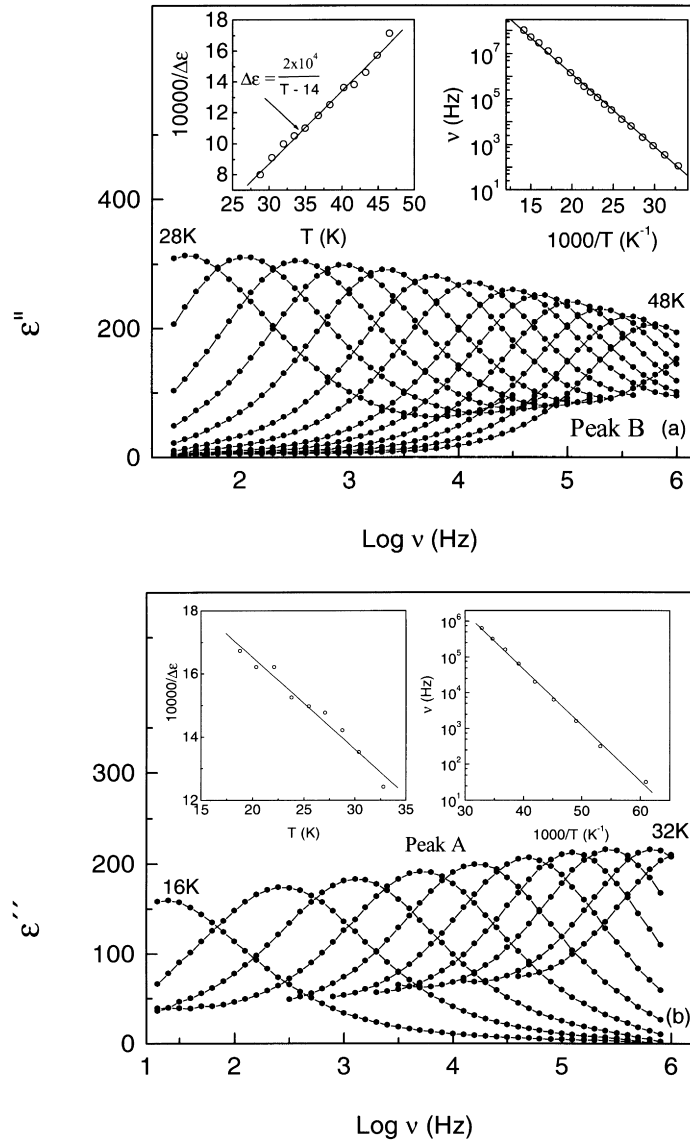 18
16
14
12
10
8
10000/Δε
Δε = 2x10⁴
T - 14
25 30 35 40 45 50
T (K)
10⁷
10⁵
10³
10¹
ν (Hz)
15 20 25 30
1000/T (K⁻¹)
400
200
0
ε"
28K
48K
Peak B (a)
2 3 4 5 6
Log ν (Hz)
18
16
14
12
10000/Δε
15 20 25 30 35
T (K)
10⁶
10⁵
10⁴
10³
10²
10¹
ν (Hz)
30 40 50 60
1000/T (K⁻¹)
300
200
100
0
ε´´
Peak A
16K
32K
(b)
1 2 3 4 5 6
Log ν (Hz)